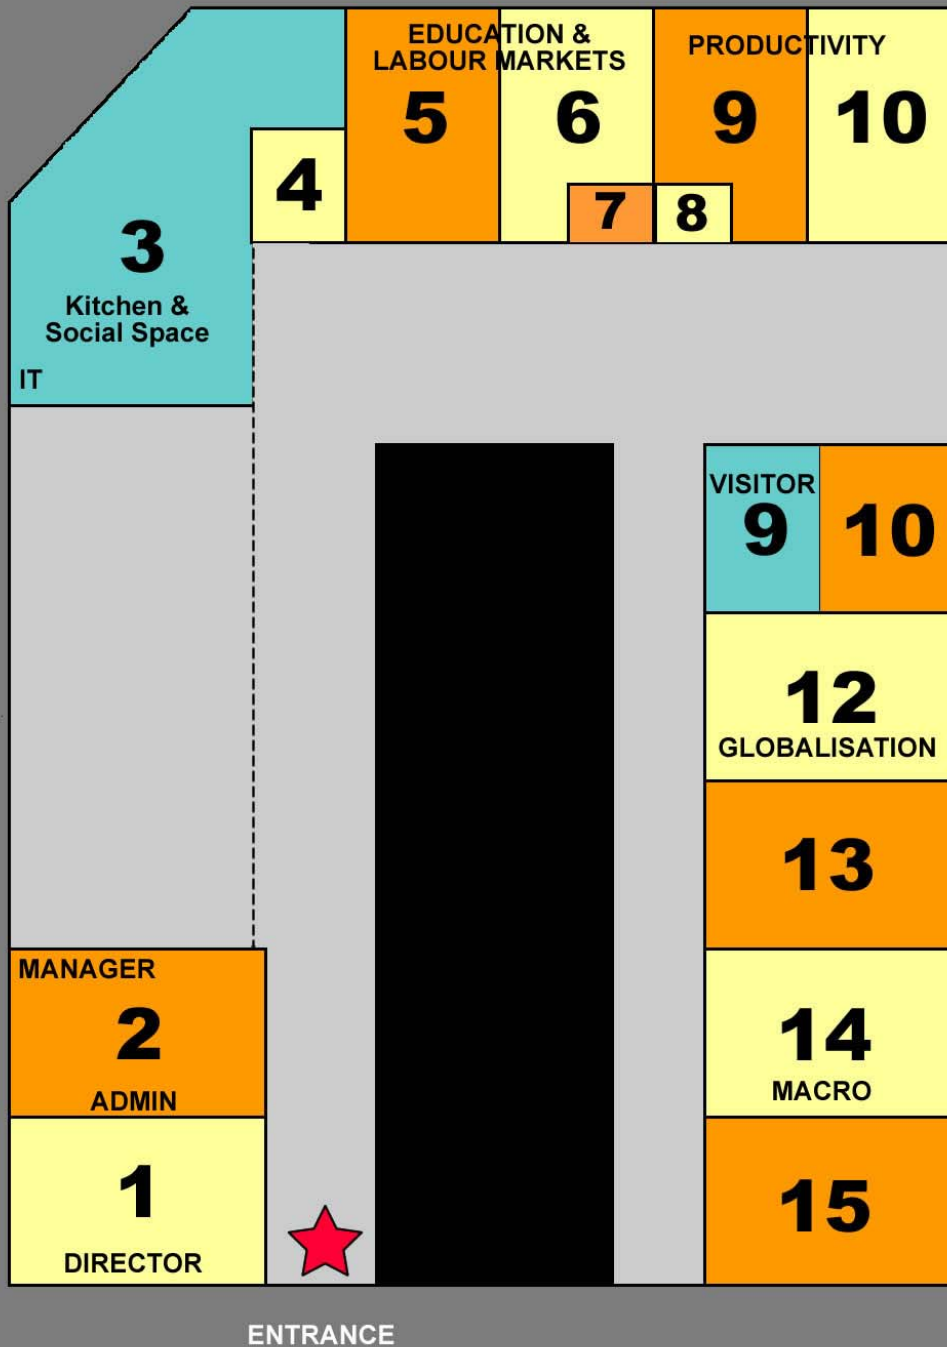 EDUCATION &
LABOUR MARKETS
PRODUCTIVITY
5
6
9
10
4
7
8
3
Kitchen &
Social Space
IT
VISITOR
9
10
12
GLOBALISATION
13
MANAGER
2
ADMIN
14
MACRO
1
DIRECTOR
15
ENTRANCE